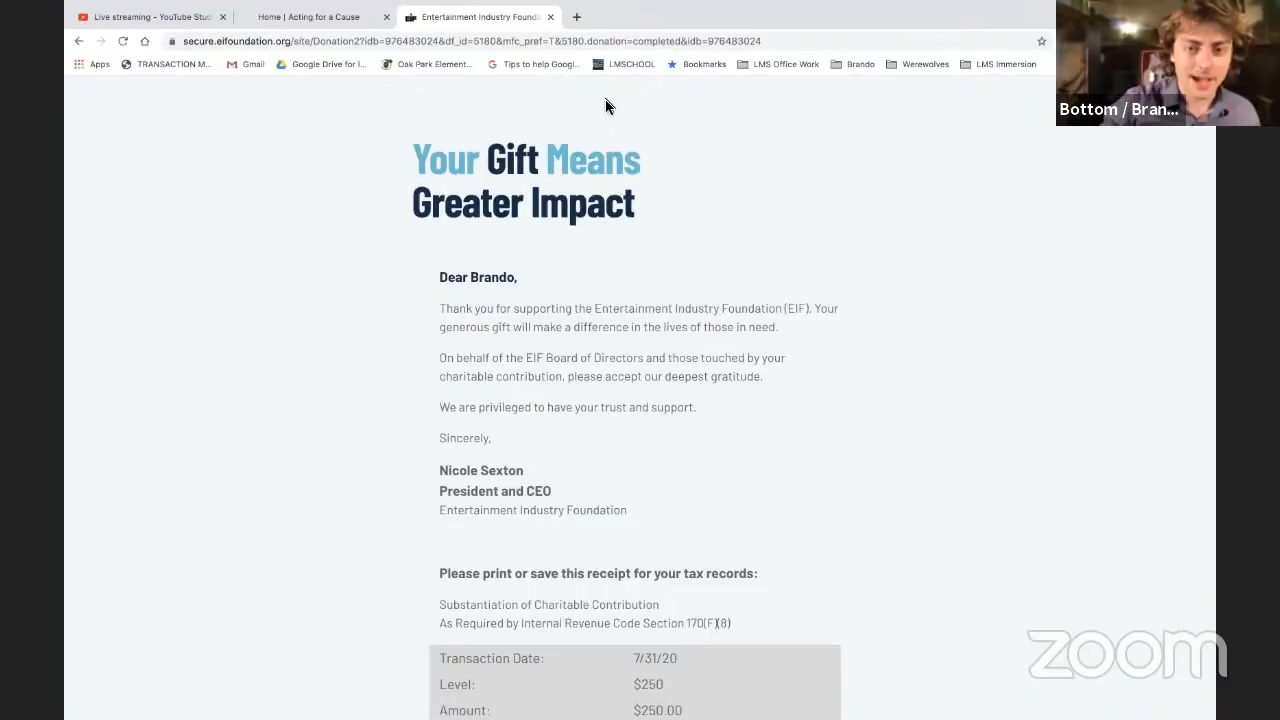 Live streaming - YouTube Stud
Home | Acting for a Cause
Entertainment Industry Founda
secure.eifoundation.org/site/Donation2?idb=976483024&df_id=5180&mfc_pref=T&5180.donation=completed&idb=976483024
Apps
TRANSACTION M...
Gmail
Google Drive for I...
Oak Park Element...
Tips to help Googl...
LMSCHOOL
Bookmarks
LMS Office Work
Brando
Werewolves
LMS Immersion
Bottom / Bran...
Your Gift Means
Greater Impact
Dear Brando,
Thank you for supporting the Entertainment Industry Foundation (EIF). Your
generous gift will make a difference in the lives of those in need.
On behalf of the EIF Board of Directors and those touched by your
charitable contribution, please accept our deepest gratitude.
We are privileged to have your trust and support.
Sincerely,
Nicole Sexton
President and CEO
Entertainment Industry Foundation
Please print or save this receipt for your tax records:
Substantiation of Charitable Contribution
As Required by Internal Revenue Code Section 170(F)(8)
Transaction Date: 7/31/20
Level: $250
Amount: $250.00
zoom